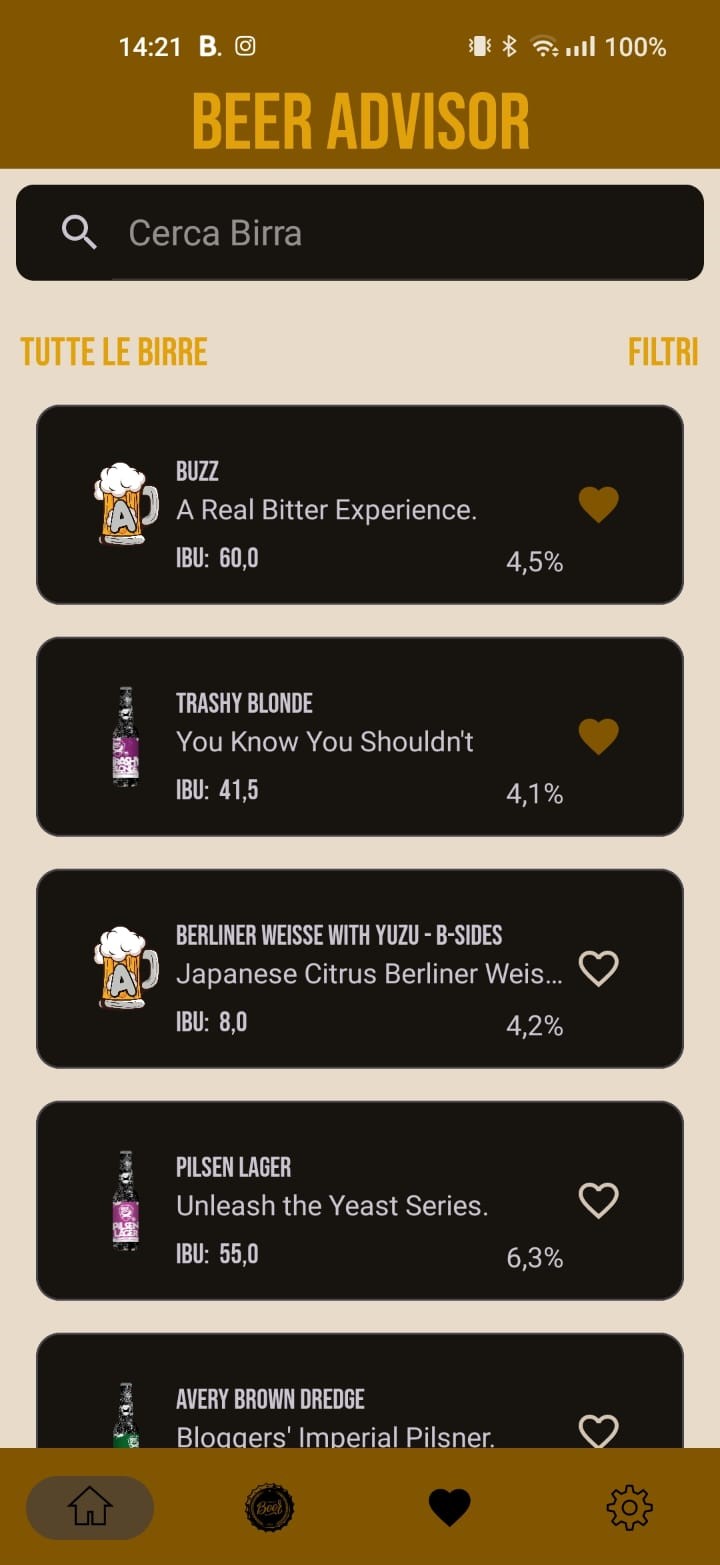 14:21 B.
100%
BEER ADVISOR
Cerca Birra
TUTTE LE BIRRE
FILTRI
BUZZ
A Real Bitter Experience.
IBU: 60,0
4,5%
TRASHY BLONDE
You Know You Shouldn't
IBU: 41,5
4,1%
BERLINER WEISSE WITH YUZU - B-SIDES
Japanese Citrus Berliner Weis...
IBU: 8,0
4,2%
PILSEN LAGER
Unleash the Yeast Series.
IBU: 55,0
6,3%
AVERY BROWN DREDGE
Bloggers' Imperial Pilsner.
A
A
PILSEN
LAGER
Beer